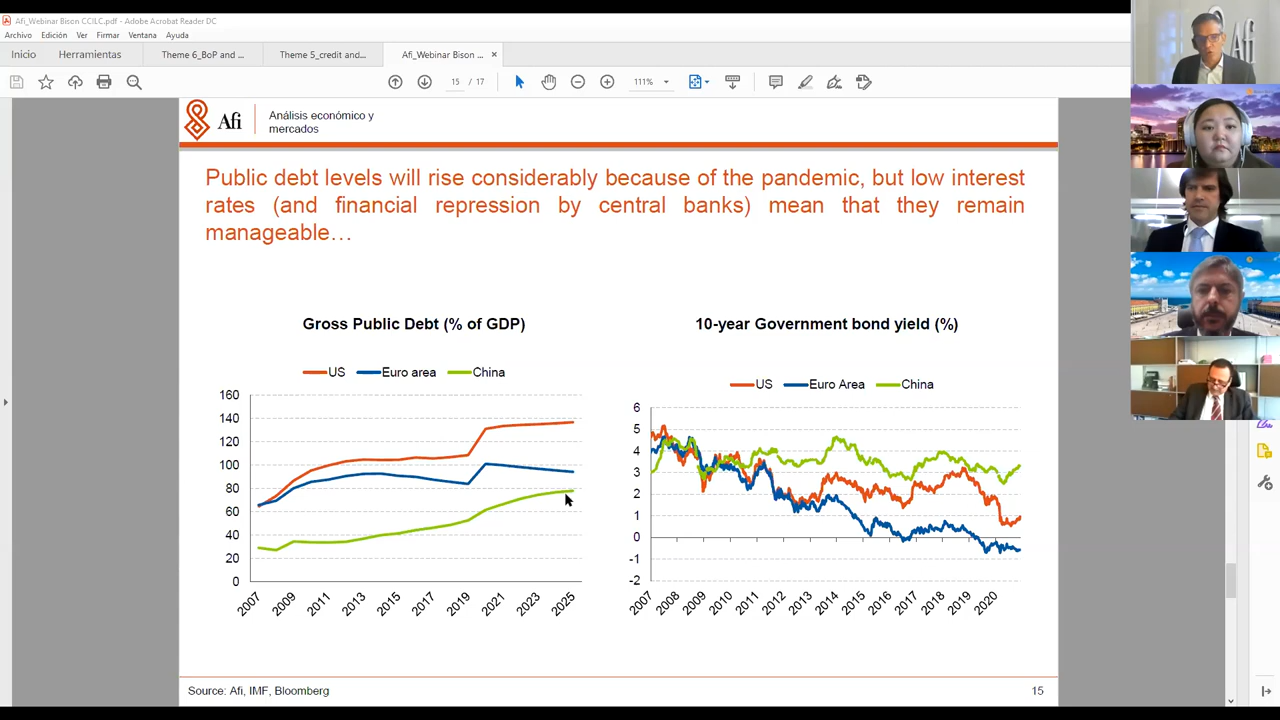 Afi_Webinar Bison CCILC.pdf - Adobe Acrobat Reader DC
Archivo Edición Ver Firmar Ventana Ayuda
Inicio Herramientas Theme 6_BoP and ... Theme 5_credit and... Afi_Webinar Bison ... ×
15 / 17 111%
Afi
Análisis económico y
mercados
Afi
Public debt levels will rise considerably because of the pandemic, but low interest
rates (and financial repression by central banks) mean that they remain
manageable…
Gross Public Debt (% of GDP)
US Euro area China
160
140
120
100
80
60
40
20
0
2007 2009 2011 2013 2015 2017 2019 2021 2023 2025
10-year Government bond yield (%)
US Euro Area China
6
5
4
3
2
1
0
-1
-2
2007 2008 2009 2010 2011 2012 2013 2014 2015 2016 2017 2018 2019 2020
Source: Afi, IMF, Bloomberg
15